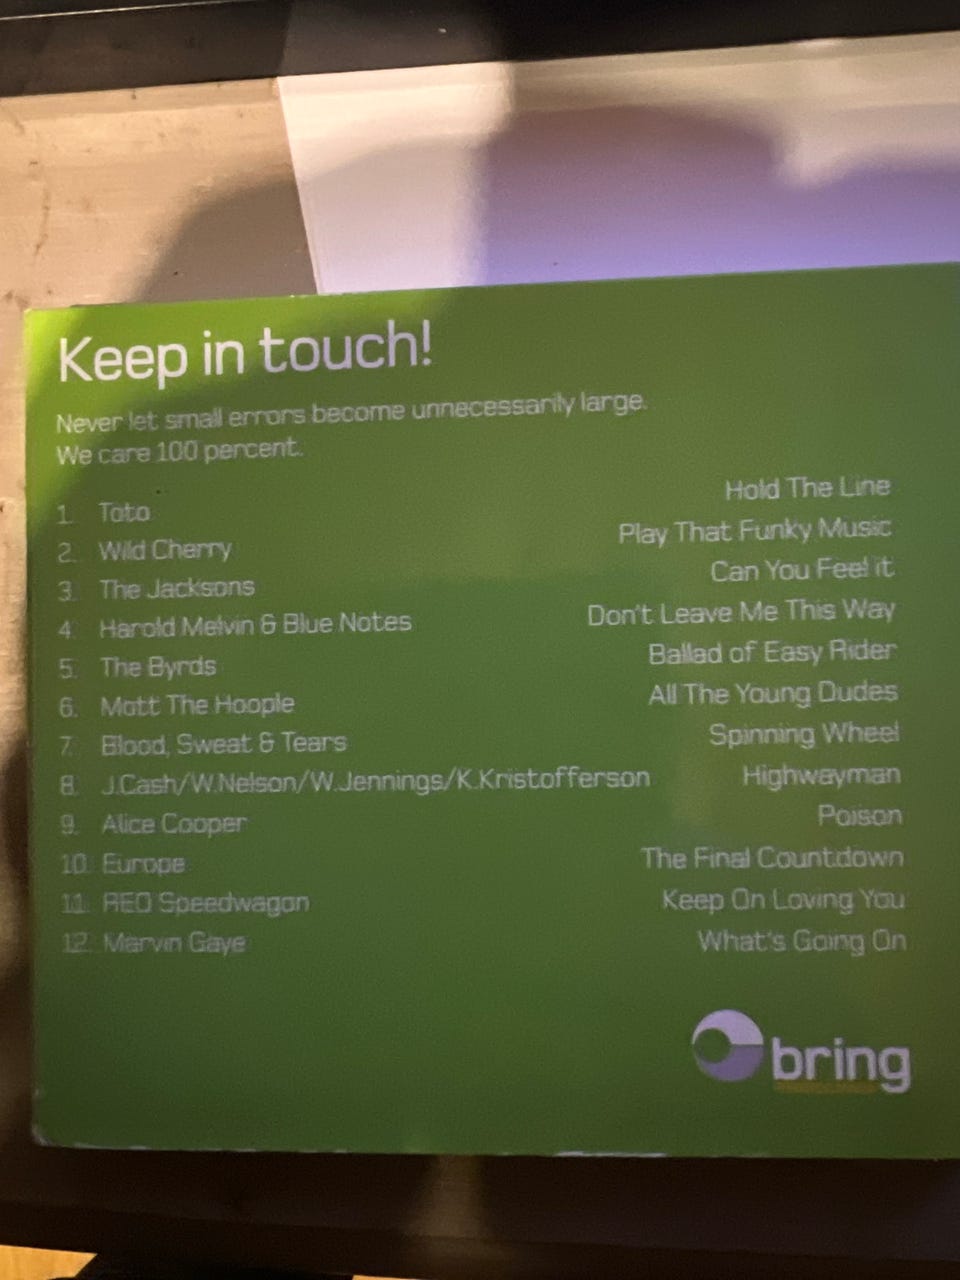 Keep in touch!
Never let small errors become unnecessarily large.
We care 100 percent.
1. Toto Hold The Line
2. Wild Cherry Play That Funky Music
3. The Jacksons Can You Feel it
4. Harold Melvin & Blue Notes Don't Leave Me This Way
5. The Byrds Ballad of Easy Rider
6. Mott The Hoople All The Young Dudes
7. Blood, Sweat & Tears Spinning Wheel
8. J.Cash/W.Nelson/W.Jennings/K.Kristofferson Highwayman
9. Alice Cooper Poison
10. Europe The Final Countdown
11. REO Speedwagon Keep On Loving You
12. Marvin Gaye What's Going On
bring